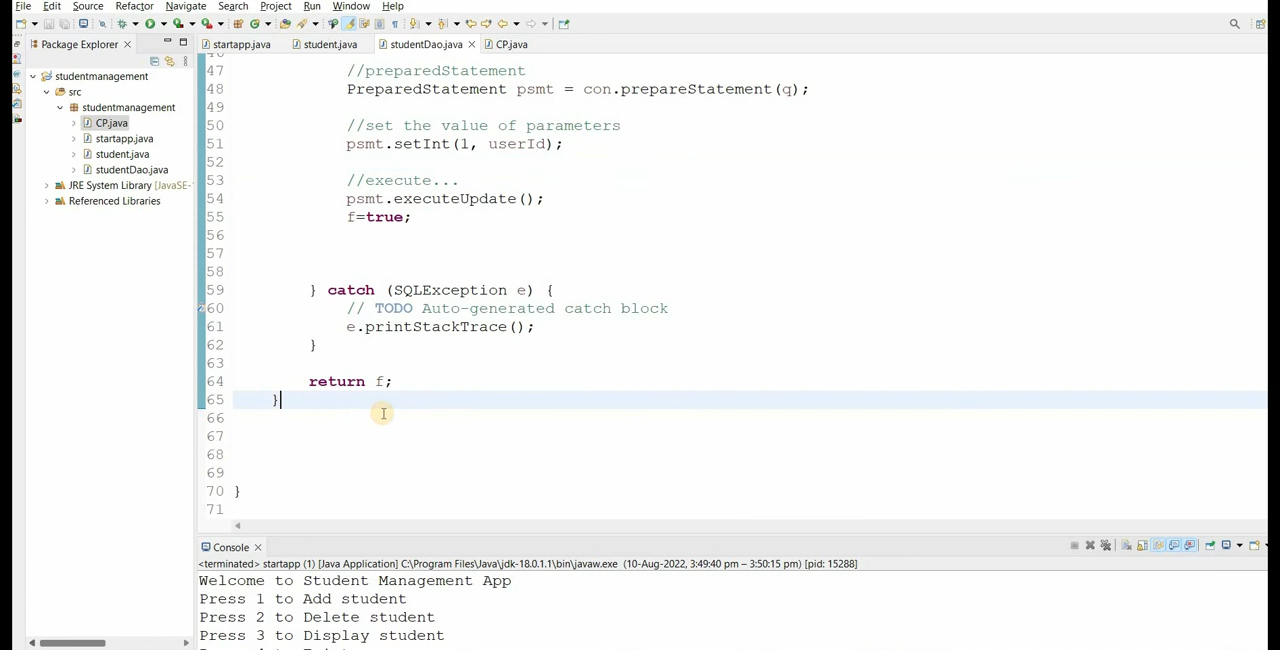 File Edit Source Refactor Navigate Search Project Run Window Help
Package Explorer
startapp.java student.java studentDao.java CP.java
studentmanagement
src
studentmanagement
CP.java
startapp.java
student.java
studentDao.java
JRE System Library [JavaSE-
Referenced Libraries
47 //preparedStatement
48 PreparedStatement psmt = con.prepareStatement(q);
49
50 //set the value of parameters
51 psmt.setInt(1, userId);
52
53 //execute...
54 psmt.executeUpdate();
55 f=true;
56
57
58
59 } catch (SQLException e) {
60 // TODO Auto-generated catch block
61 e.printStackTrace();
62 }
63
64 return f;
65 }
66
67
68
69
70 }
71
Console
<terminated> startapp (1) [Java Application] C:\Program Files\Java\jdk-18.0.1.1\bin\javaw.exe (10-Aug-2022, 3:49:40 pm – 3:50:15 pm) [pid: 15288]
Welcome to Student Management App
Press 1 to Add student
Press 2 to Delete student
Press 3 to Display student